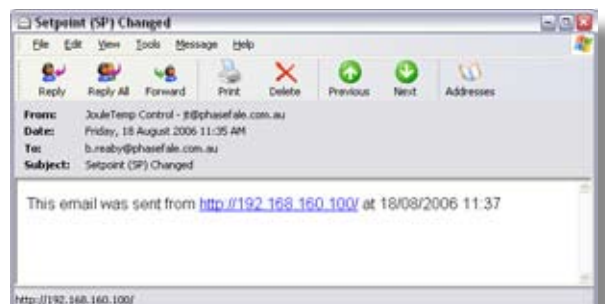 Setpoint (SP) Changed
File Edit View Tools Message Help
Reply Reply All Forward Print Delete Previous Next Addresses
From: JouleTemp Control - jt@phasefale.com.au
Date: Friday, 18 August 2006 11:35 AM
To: b.reaby@phasefale.com.au
Subject: Setpoint (SP) Changed
This email was sent from http://192.168.160.100/ at 18/08/2006 11:37
http://192.168.160.100/